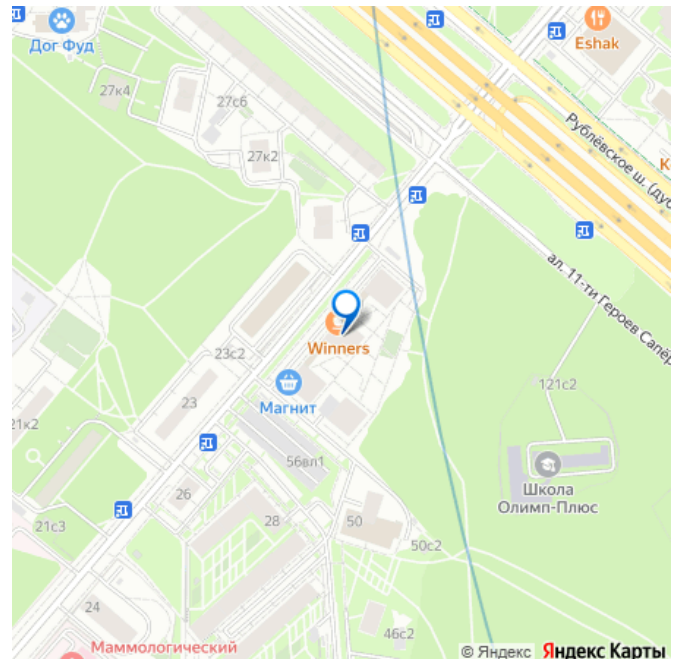 Дог Фуд
Eshak
27к4
27с6
Рублёвское ш. (дус
К
27к2
ал. 11-ти Героев Сапёр
Winners
23с2
121с2
Магнит
23
21к2
56вл1
Школа
Олимп-Плюс
26
21с3
28
50
50с2
24
46с2
Маммологический
© Яндекс Яндекс Карты